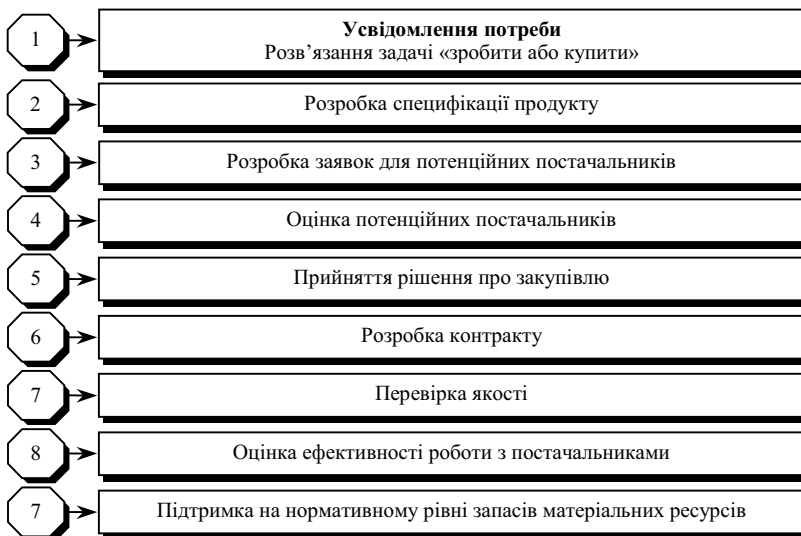 1
Усвідомлення потреби
Розв’язання задачі «зробити або купити»
2
Розробка специфікації продукту
3
Розробка заявок для потенційних постачальників
4
Оцінка потенційних постачальників
5
Прийняття рішення про закупівлю
6
Розробка контракту
7
Перевірка якості
8
Оцінка ефективності роботи з постачальниками
7
Підтримка на нормативному рівні запасів матеріальних ресурсів